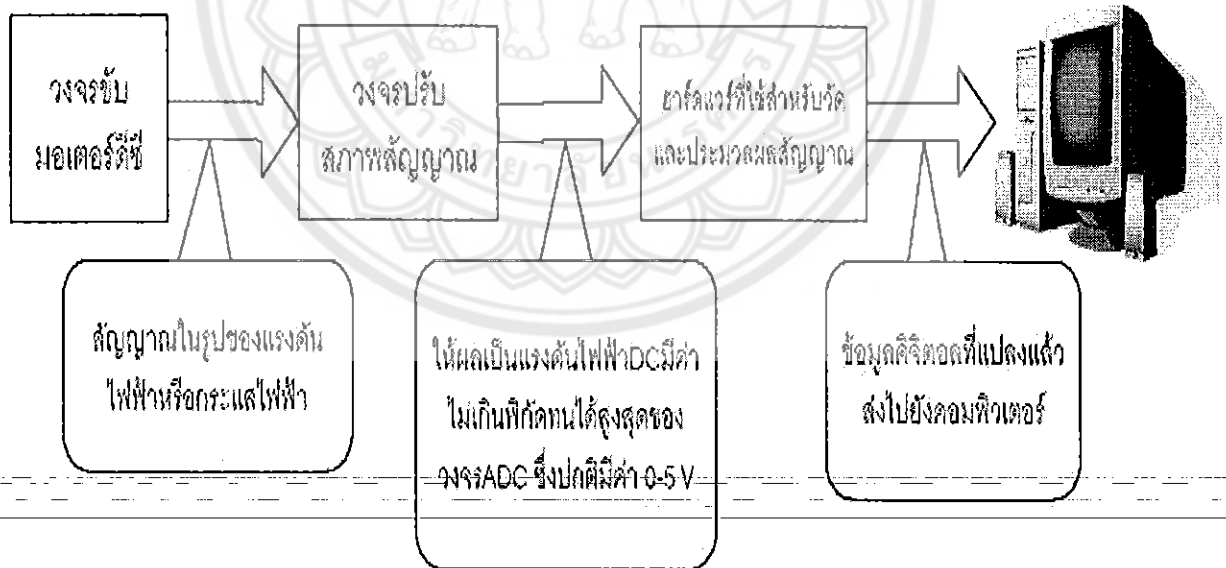 วงจรขับ
มอเตอร์ดีซี
วงจรปรับ
สภาพสัญญาณ
ฮาร์ดแวร์ที่ใช้สำหรับวัด
และประมวลผลสัญญาณ
สัญญาณในรูปของแรงดัน
ไฟฟ้าหรือกระแสไฟฟ้า
ให้ผลเป็นแรงดันไฟฟ้าDCมีค่า
ไม่เกินพิกัดทนได้สูงสุดของ
วงจรADC ซึ่งปกติมีค่า 0-5 V
ข้อมูลดิจิตอลที่แปลงแล้ว
ส่งไปยังคอมพิวเตอร์